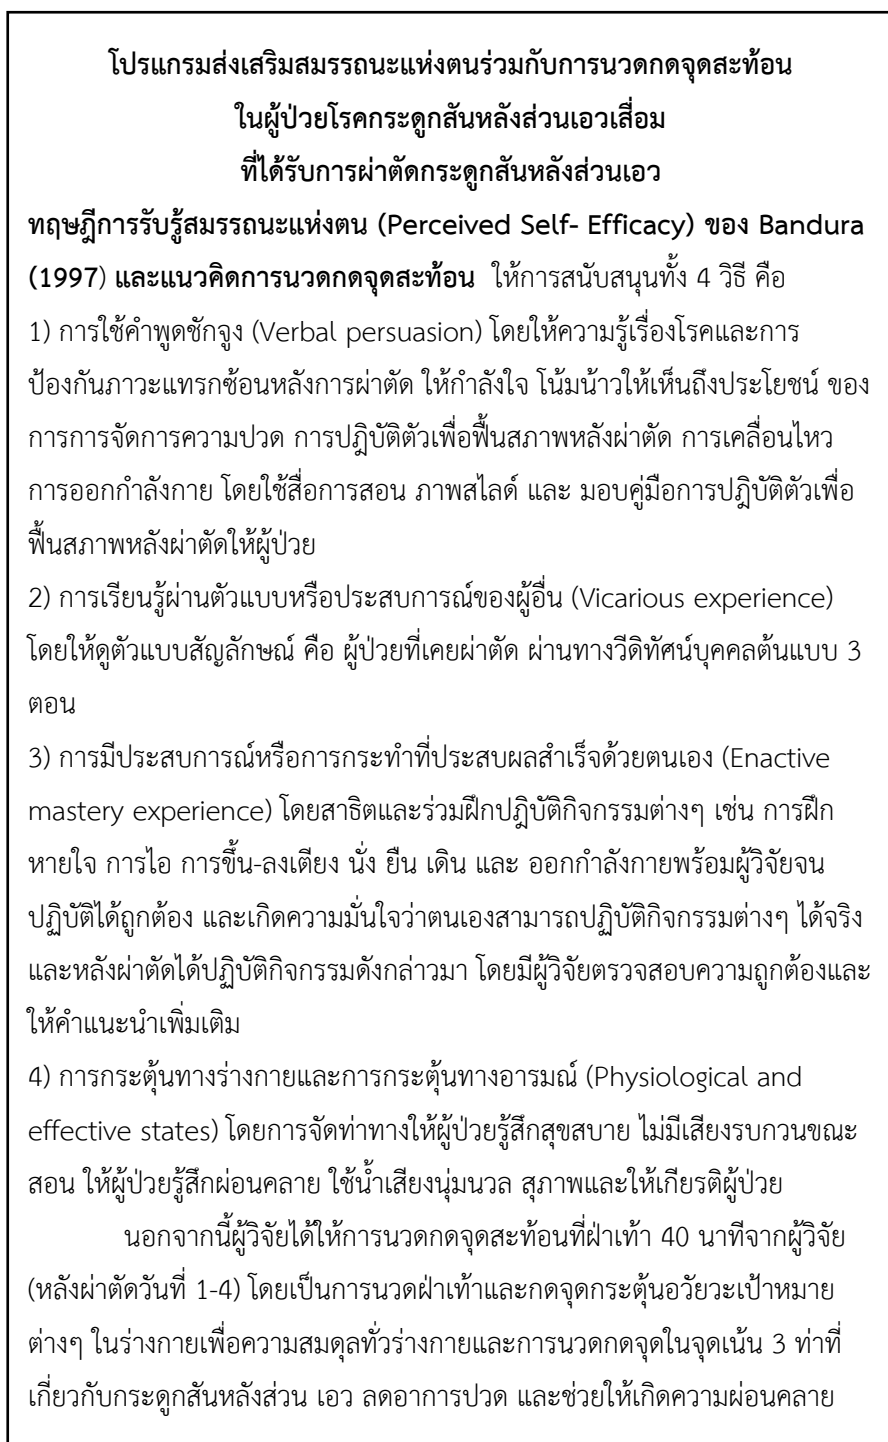 โปรแกรมส่งเสริมสมรรถนะแห่งตนร่วมกับการนวดกดจุดสะท้อน
ในผู้ป่วยโรคกระดูกสันหลังส่วนเอวเสื่อม
ที่ได้รับการผ่าตัดกระดูกสันหลังส่วนเอว
ทฤษฎีการรับรู้สมรรถนะแห่งตน (Perceived Self- Efficacy) ของ Bandura
(1997) และแนวคิดการนวดกดจุดสะท้อน ให้การสนับสนุนทั้ง 4 วิธี คือ
1) การใช้คำพูดชักจูง (Verbal persuasion) โดยให้ความรู้เรื่องโรคและการ
ป้องกันภาวะแทรกซ้อนหลังการผ่าตัด ให้กำลังใจ โน้มน้าวให้เห็นถึงประโยชน์ ของ
การการจัดการความปวด การปฎิบัติตัวเพื่อฟื้นสภาพหลังผ่าตัด การเคลื่อนไหว
การออกกำลังกาย โดยใช้สื่อการสอน ภาพสไลด์ และ มอบคู่มือการปฎิบัติตัวเพื่อ
ฟื้นสภาพหลังผ่าตัดให้ผู้ป่วย
2) การเรียนรู้ผ่านตัวแบบหรือประสบการณ์ของผู้อื่น (Vicarious experience)
โดยให้ดูตัวแบบสัญลักษณ์ คือ ผู้ป่วยที่เคยผ่าตัด ผ่านทางวีดิทัศน์บุคคลต้นแบบ 3
ตอน
3) การมีประสบการณ์หรือการกระทำที่ประสบผลสำเร็จด้วยตนเอง (Enactive
mastery experience) โดยสาธิตและร่วมฝึกปฎิบัติกิจกรรมต่างๆ เช่น การฝึก
หายใจ การไอ การขึ้น-ลงเตียง นั่ง ยืน เดิน และ ออกกำลังกายพร้อมผู้วิจัยจน
ปฏิบัติได้ถูกต้อง และเกิดความมั่นใจว่าตนเองสามารถปฏิบัติกิจกรรมต่างๆ ได้จริง
และหลังผ่าตัดได้ปฏิบัติกิจกรรมดังกล่าวมา โดยมีผู้วิจัยตรวจสอบความถูกต้องและ
ให้คำแนะนำเพิ่มเติม
4) การกระตุ้นทางร่างกายและการกระตุ้นทางอารมณ์ (Physiological and
effective states) โดยการจัดท่าทางให้ผู้ป่วยรู้สึกสุขสบาย ไม่มีเสียงรบกวนขณะ
สอน ให้ผู้ป่วยรู้สึกผ่อนคลาย ใช้น้ำเสียงนุ่มนวล สุภาพและให้เกียรติผู้ป่วย
นอกจากนี้ผู้วิจัยได้ให้การนวดกดจุดสะท้อนที่ฝ่าเท้า 40 นาทีจากผู้วิจัย
(หลังผ่าตัดวันที่ 1-4) โดยเป็นการนวดฝ่าเท้าและกดจุดกระตุ้นอวัยวะเป้าหมาย
ต่างๆ ในร่างกายเพื่อความสมดุลทั่วร่างกายและการนวดกดจุดในจุดเน้น 3 ท่าที่
เกี่ยวกับกระดูกสันหลังส่วน เอว ลดอาการปวด และช่วยให้เกิดความผ่อนคลาย